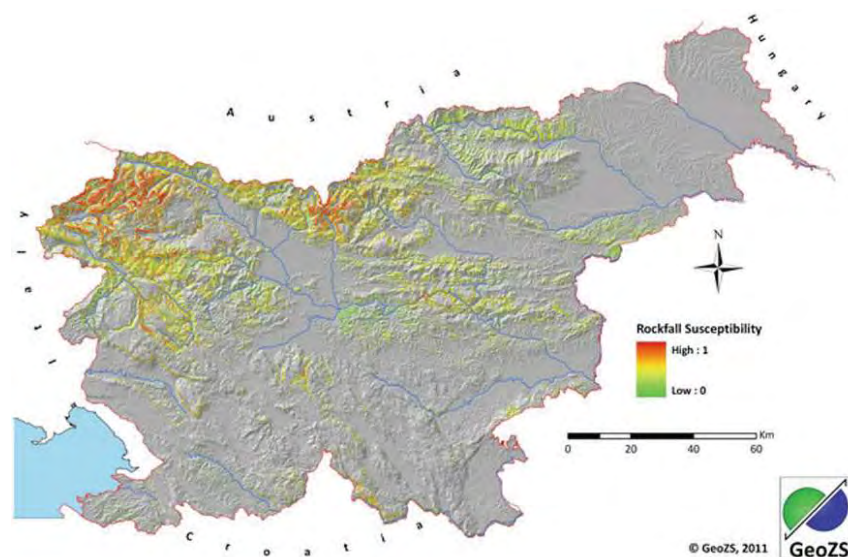 Hungary
Austria
Italy
N
Rockfall Susceptibility
High : 1
Low : 0
Km
0 20 40 60
Croatia
© GeoZS, 2011
GeoZS